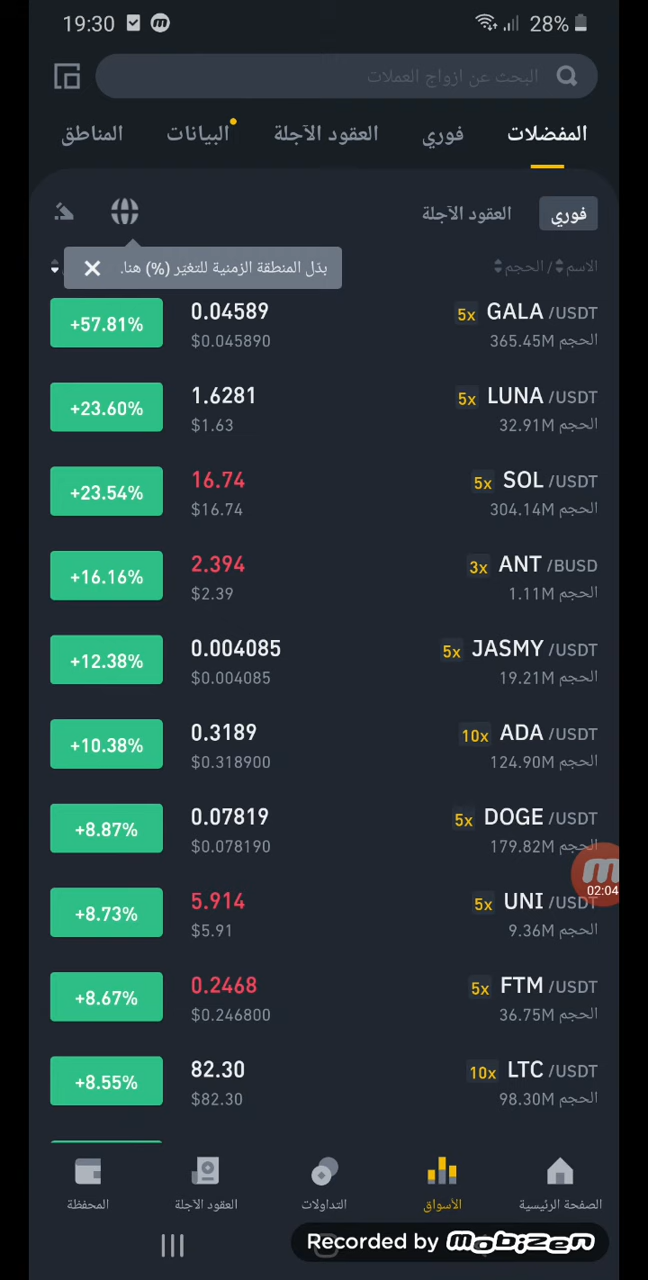 19:30
28%
البحث عن ازواج العملات
المفضلات فوري العقود الآجلة البيانات المناطق
فوري العقود الآجلة
الاسم / الحجم
بدّل المنطقة الزمنية للتغيّر (%) هنا.
GALA /USDT 5x 0.04589 +57.81%
الحجم 365.45M $0.045890
LUNA /USDT 5x 1.6281 +23.60%
الحجم 32.91M $1.63
SOL /USDT 5x 16.74 +23.54%
الحجم 304.14M $16.74
ANT /BUSD 3x 2.394 +16.16%
الحجم 1.11M $2.39
JASMY /USDT 5x 0.004085 +12.38%
الحجم 19.21M $0.004085
ADA /USDT 10x 0.3189 +10.38%
الحجم 124.90M $0.318900
DOGE /USDT 5x 0.07819 +8.87%
الحجم 179.82M $0.078190
02:04
UNI /USDT 5x 5.914 +8.73%
الحجم 9.36M $5.91
FTM /USDT 5x 0.2468 +8.67%
الحجم 36.75M $0.246800
LTC /USDT 10x 82.30 +8.55%
الحجم 98.30M $82.30
الصفحة الرئيسية الأسواق التداولات العقود الآجلة المحفظة
Recorded by mobizen